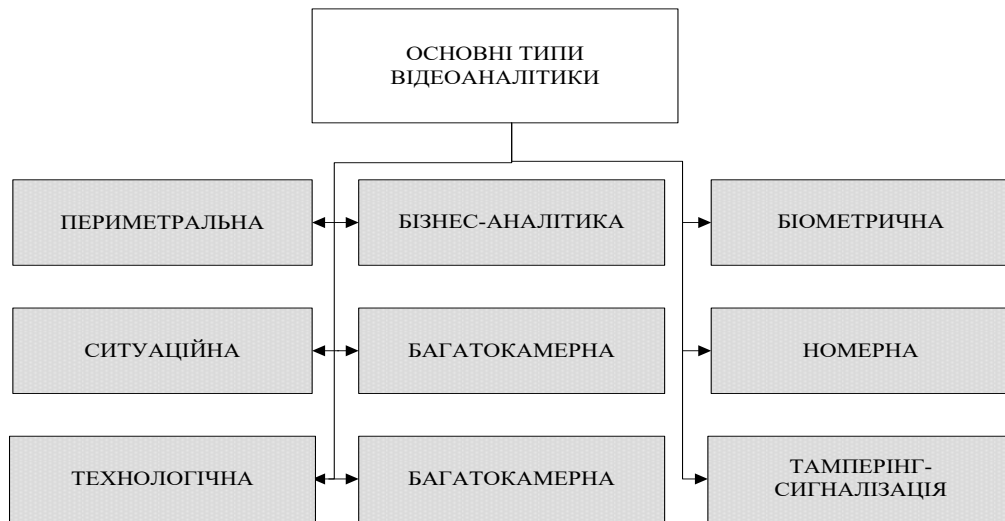 ОСНОВНІ ТИПИ
ВІДЕОАНАЛІТИКИ
ПЕРИМЕТРАЛЬНА
БІЗНЕС-АНАЛІТИКА
БІОМЕТРИЧНА
СИТУАЦІЙНА
БАГАТОКАМЕРНА
НОМЕРНА
ТЕХНОЛОГІЧНА
БАГАТОКАМЕРНА
ТАМПЕРІНГ-
СИГНАЛІЗАЦІЯ